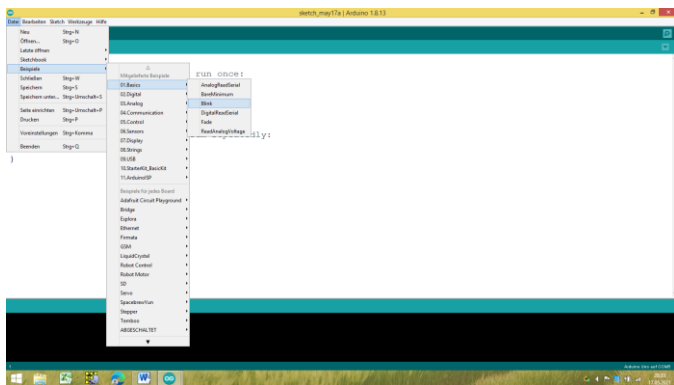 sketch_may17a | Arduino 1.8.13
Datei Bearbeiten Sketch Werkzeuge Hilfe
Neu Strg+N
Öffnen... Strg+O
Letzte öffnen
Sketchbook
Beispiele
Schließen Strg+W
Speichern Strg+S
Speichern unter... Strg+Umschalt+S
Seite einrichten Strg+Umschalt+P
Drucken Strg+P
Voreinstellungen Strg+Komma
Beenden Strg+Q
Mitgelieferte Beispiele
01.Basics
02.Digital
03.Analog
04.Communication
05.Control
06.Sensors
07.Display
08.Strings
09.USB
10.StarterKit_BasicKit
11.ArduinoISP
Beispiele für jedes Board
Adafruit Circuit Playground
Bridge
Esplora
Ethernet
Firmata
GSM
LiquidCrystal
Robot Control
Robot Motor
SD
Servo
SpacebrewYun
Stepper
Temboo
ABGESCHALTET
AnalogReadSerial
BareMinimum
Blink
DigitalReadSerial
Fade
ReadAnalogVoltage
run once:
}
Arduino Uno auf COM8
20:23